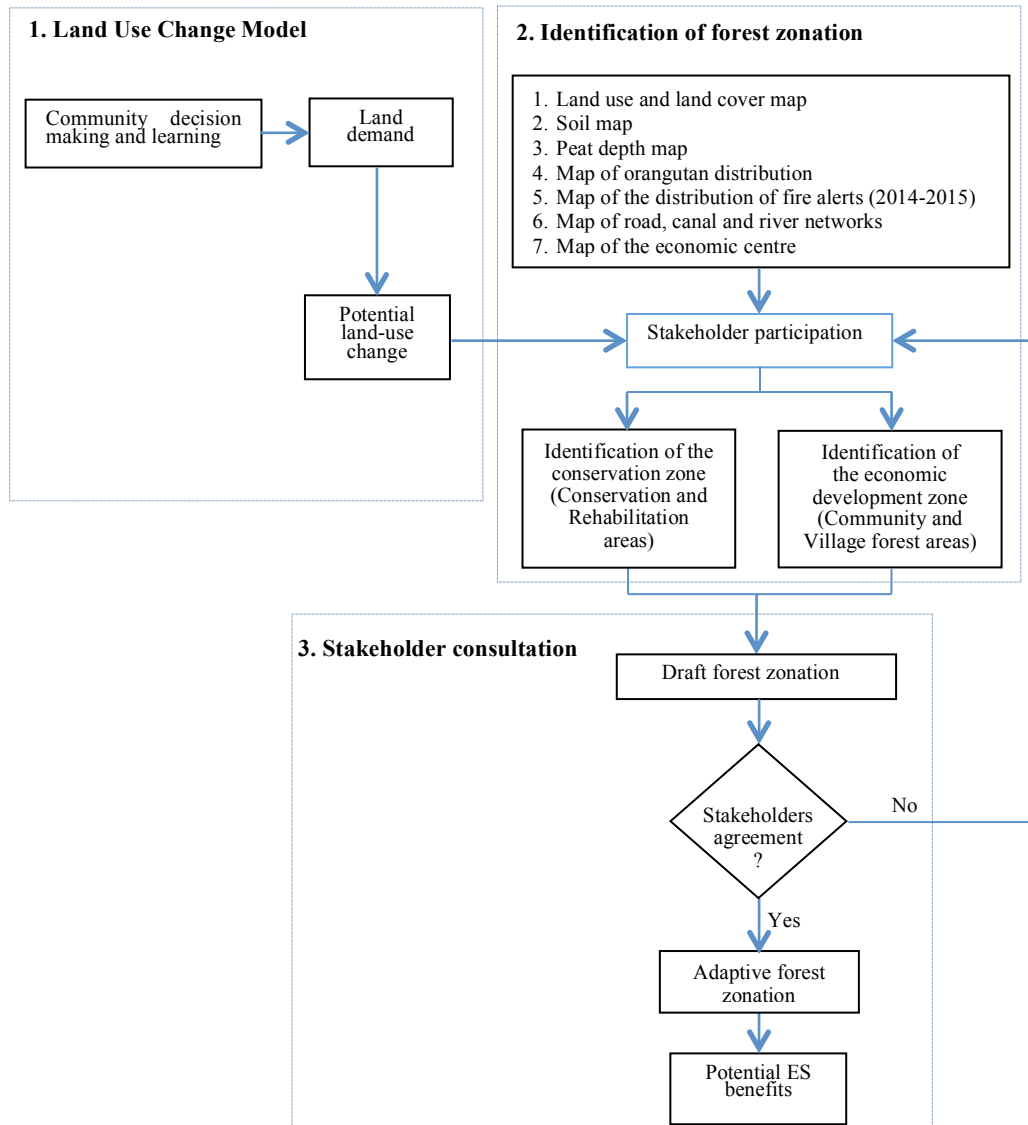 1. Land Use Change Model
Community decision
making and learning
Land
demand
Potential
land-use
change
2. Identification of forest zonation
1. Land use and land cover map
2. Soil map
3. Peat depth map
4. Map of orangutan distribution
5. Map of the distribution of fire alerts (2014-2015)
6. Map of road, canal and river networks
7. Map of the economic centre
Stakeholder participation
Identification of the
conservation zone
(Conservation and
Rehabilitation
areas)
Identification of
the economic
development zone
(Community and
Village forest areas)
3. Stakeholder consultation
Draft forest zonation
Stakeholders
agreement
?
No
Yes
Adaptive forest
zonation
Potential ES
benefits